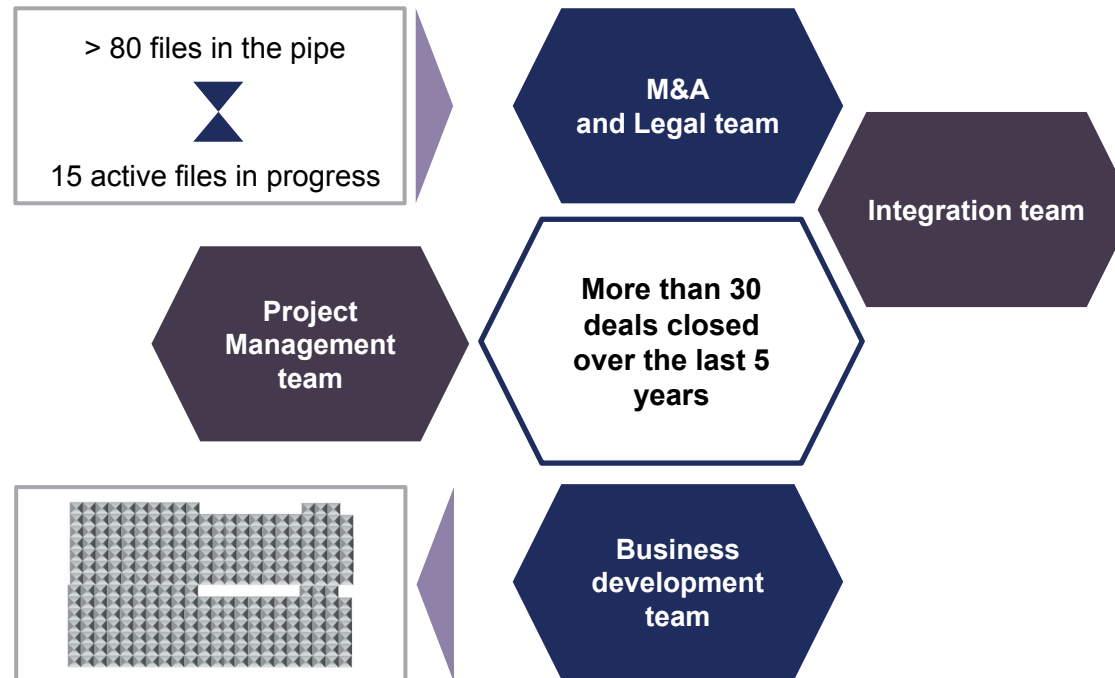 > 80 files in the pipe
15 active files in progress
M&A
and Legal team
Integration team
Project
Management
team
More than 30
deals closed
over the last 5
years
Business
development
team